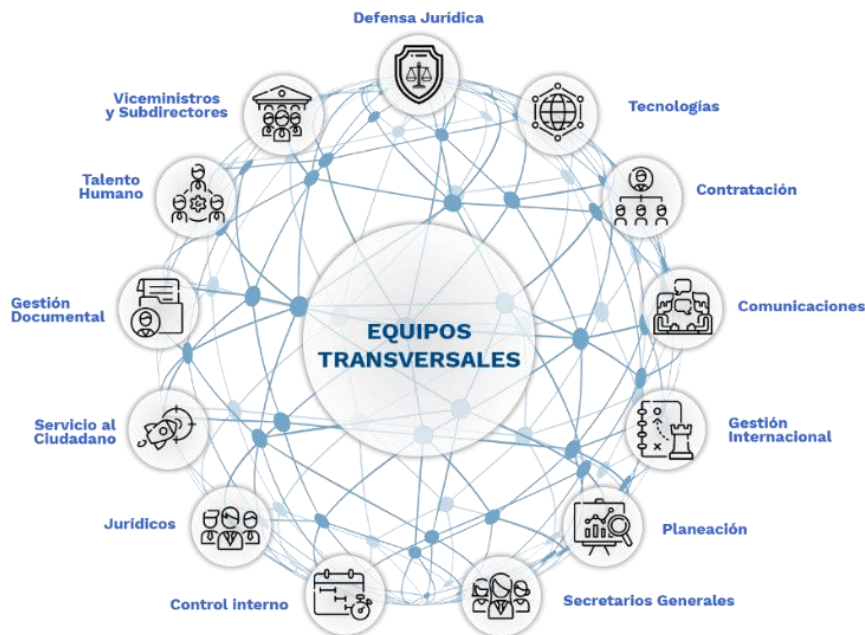 Defensa Jurídica
Tecnologías
Contratación
Comunicaciones
Gestión
Internacional
Planeación
Secretarios Generales
Control interno
Jurídicos
Servicio al
Ciudadano
Gestión
Documental
Talento
Humano
Viceministros
y Subdirectores
EQUIPOS
TRANSVERSALES